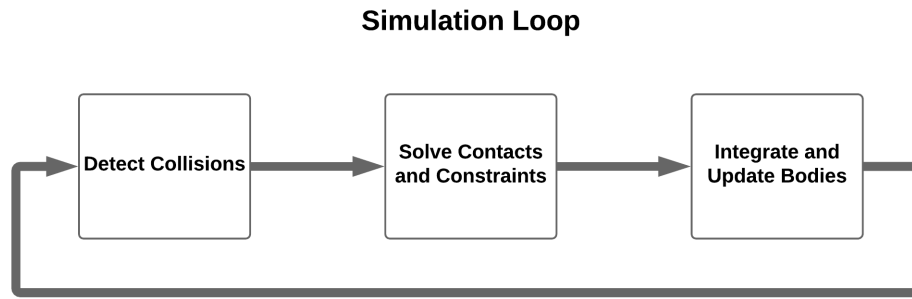 Simulation Loop
Detect Collisions
Solve Contacts
and Constraints
Integrate and
Update Bodies